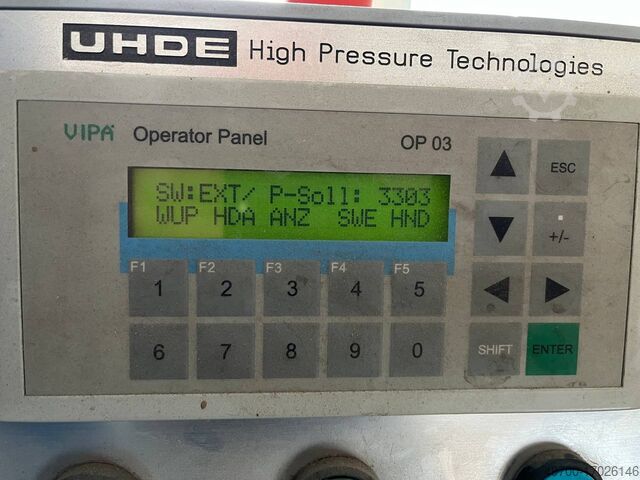 UHDE High Pressure Technologies
VIPA Operator Panel OP 03
SW:EXT/ P-Soll: 3303
WUP HDA ANZ SWE HND
ESC
+/-
F1 F2 F3 F4 F5
1 2 3 4 5
6 7 8 9 0
SHIFT ENTER